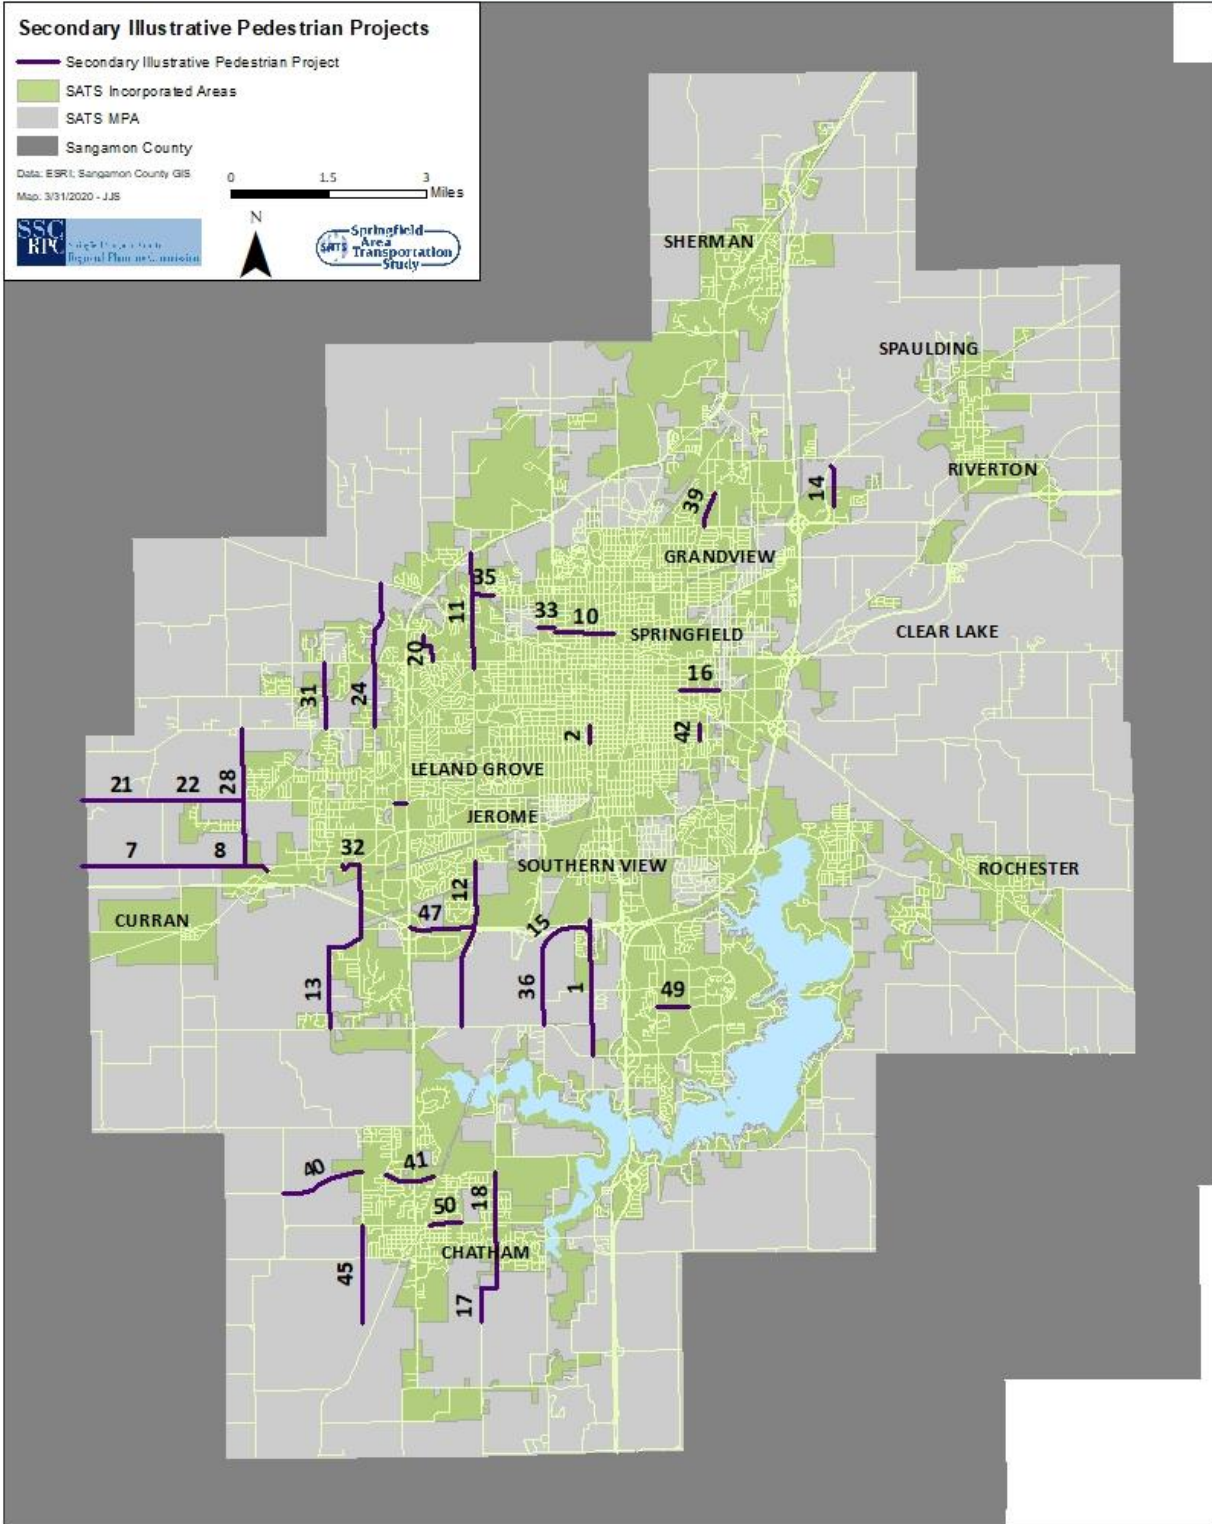 Secondary Illustrative Pedestrian Projects
Secondary Illustrative Pedestrian Project
SATS Incorporated Areas
SATS MPA
Sangamon County
Data: ESRI; Sangamon County GIS
Map: 3/31/2020 - JJS
0 1.5 3
Miles
N
SSC
RPC
Regional Planning Commission
SATS
Springfield
Area
Transportation
Study
SHERMAN
SPAULDING
RIVERTON
14
39
GRANDVIEW
35
11
33 10
SPRINGFIELD
CLEAR LAKE
20
16
31
24
2
42
LELAND GROVE
21 22 28
JEROME
7 8
32
SOUTHERN VIEW
ROCHESTER
12
CURRAN
47
15
13
36
1
49
40
41
18
50
CHATHAM
45
17